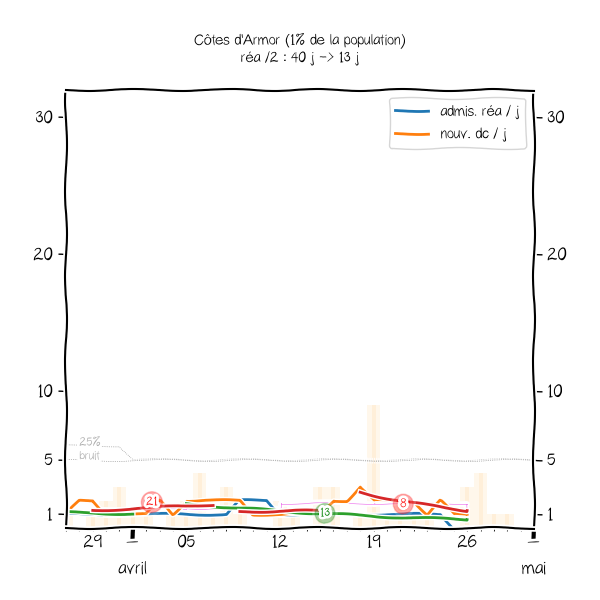 Côtes d'Armor (1% de la population)
réa /2 : 40 j -> 13 j
admis. réa / j
nouv. dc / j
30
30
20
20
10
10
25%
5
bruit
5
21
8
13
1
1
29
05
12
19
26
avril
mai